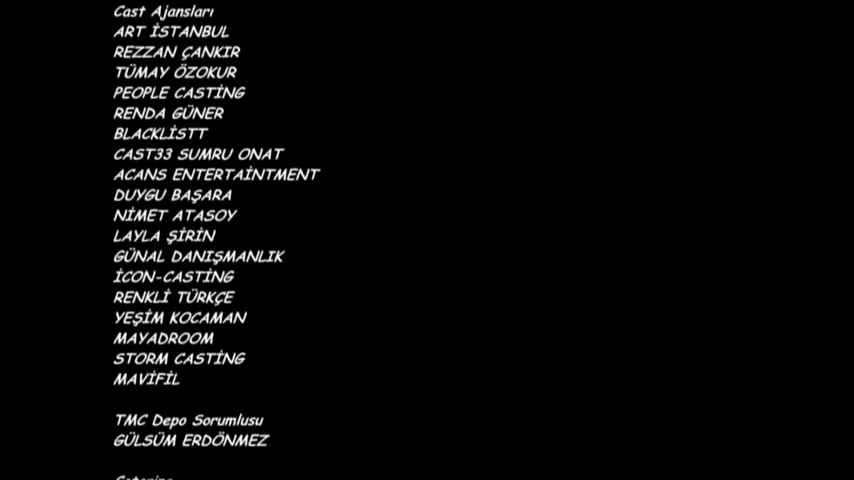 Cast Ajansları
ART İSTANBUL
REZZAN ÇANKIR
TÜMAY ÖZOKUR
PEOPLE CASTİNG
RENDA GÜNER
BLACKLİSTT
CAST33 SUMRU ONAT
ACANS ENTERTAİNTMENT
DUYGU BAŞARA
NİMET ATASOY
LAYLA ŞİRİN
GÜNAL DANIŞMANLIK
İCON-CASTİNG
RENKLİ TÜRKÇE
YEŞİM KOCAMAN
MAYADROOM
STORM CASTİNG
MAVİFİL
TMC Depo Sorumlusu
GÜLSÜM ERDÖNMEZ